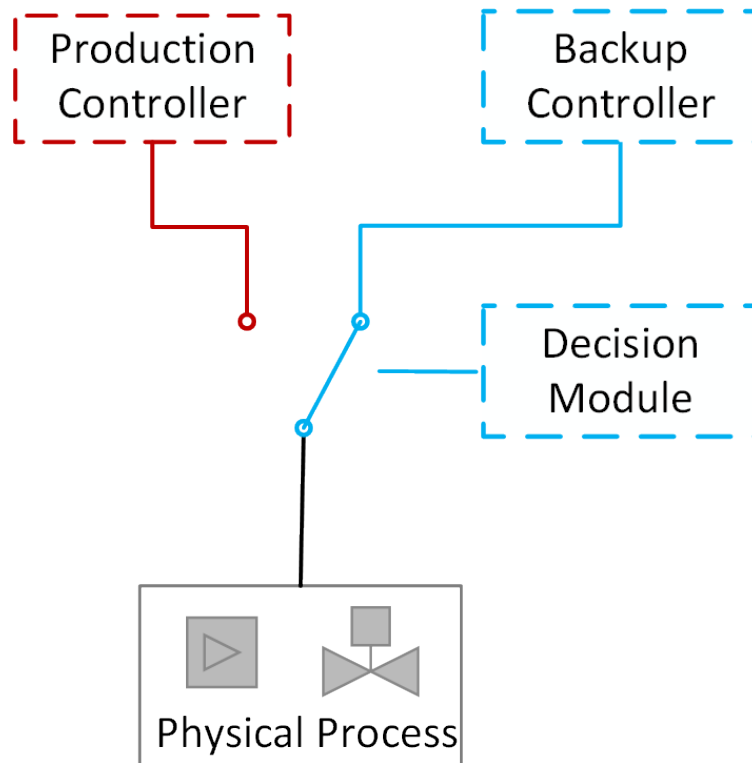 Production
Controller
Backup
Controller
Decision
Module
Physical Process